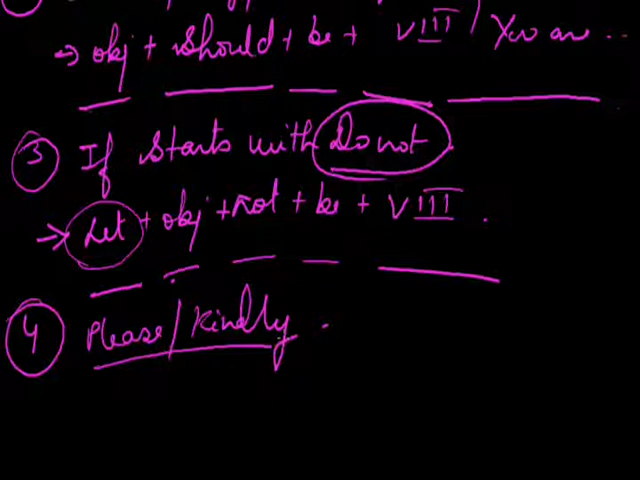 → obj + should + be + VIII / You are ...
③ If starts with Do not.
→ Let + obj + not + be + VIII.
④ Please/Kindly.